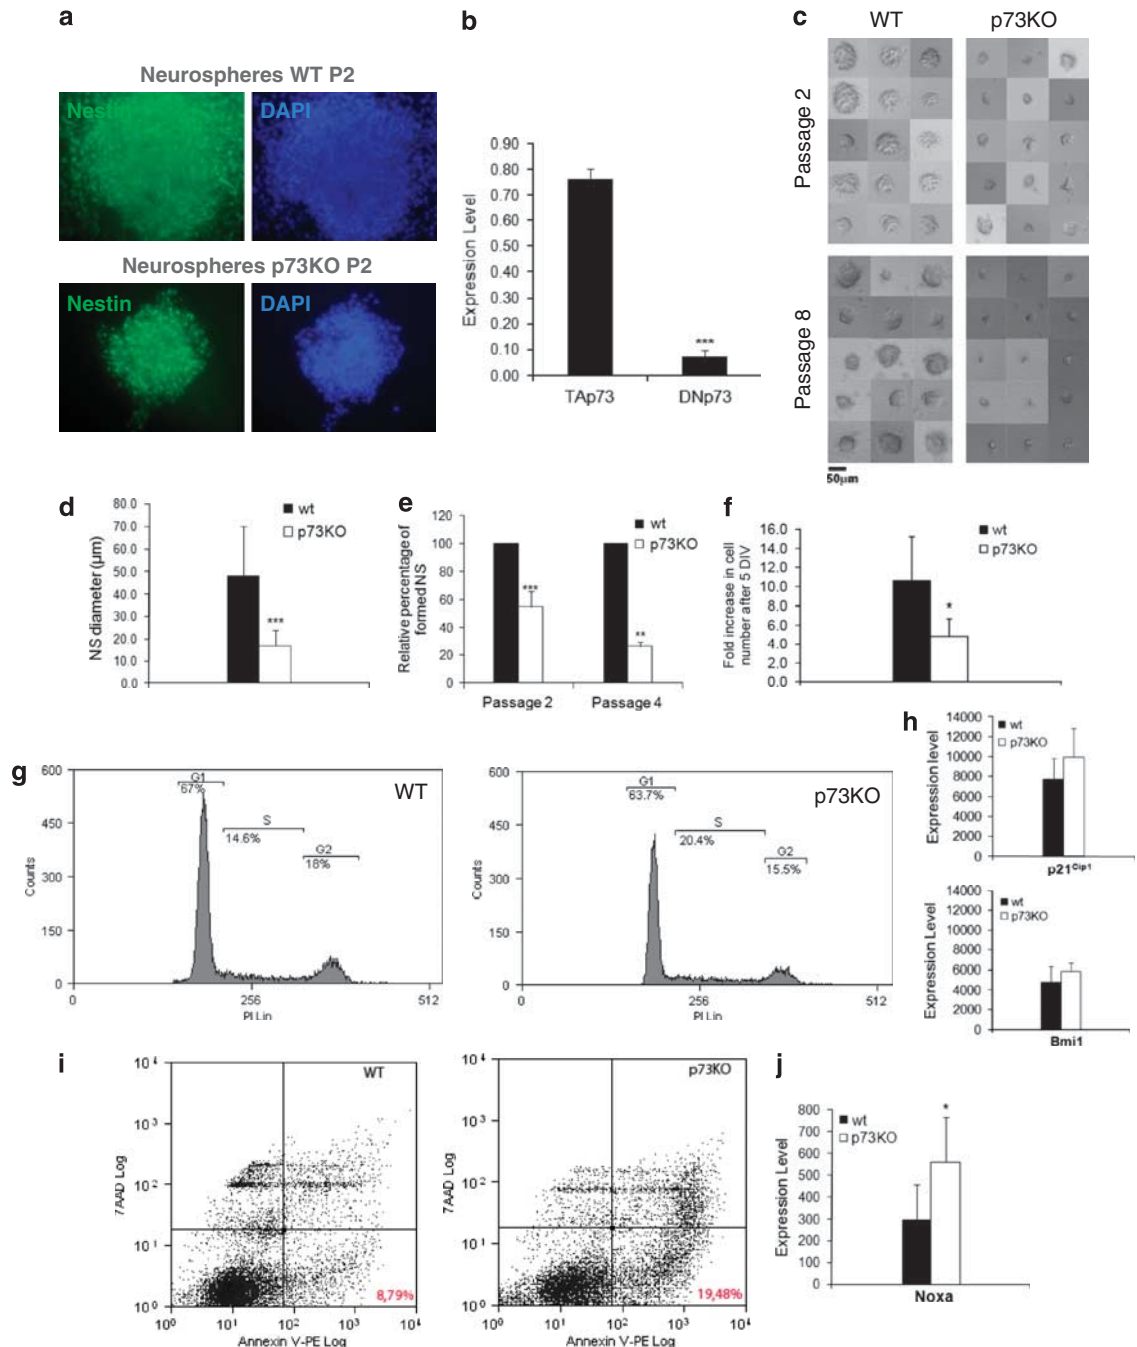 a
Neurospheres WT P2
Nestin
DAPI
Neurospheres p73KO P2
Nestin
DAPI
b
Expression Level
0.90
0.80
0.70
0.60
0.50
0.40
0.30
0.20
0.10
0.00
***
TAp73
DNp73
c
WT
p73KO
Passage 2
Passage 8
50µm
d
NS diameter (µm)
80.0
70.0
60.0
50.0
40.0
30.0
20.0
10.0
0.0
wt
p73KO
***
e
Relative percentage of
formed NS
120
100
80
60
40
20
0
wt
p73KO
***
**
Passage 2
Passage 4
f
Fold increase in cell
number after 5 DIV
16.0
14.0
12.0
10.0
8.0
6.0
4.0
2.0
0.0
wt
p73KO
*
g
Counts
600
450
300
150
0
G1
67%
S
14.6%
G2
18%
WT
0
256
512
PI Lin
600
450
300
150
0
G1
63.7%
S
20.4%
G2
15.5%
p73KO
0
256
512
PI Lin
h
Expression level
14000
12000
10000
8000
6000
4000
2000
0
wt
p73KO
p21Cip1
Expression Level
14000
12000
10000
8000
6000
4000
2000
0
wt
p73KO
Bmi1
i
7AAD Log
10⁴
10³
10²
10¹
10⁰
WT
8,79%
10⁰
10¹
10²
10³
10⁴
Annexin V-PE Log
7AAD Log
10⁴
10³
10²
10¹
10⁰
p73KO
19,48%
10⁰
10¹
10²
10³
10⁴
Annexin V-PE Log
j
Expression Level
800
700
600
500
400
300
200
100
0
wt
p73KO
*
Noxa